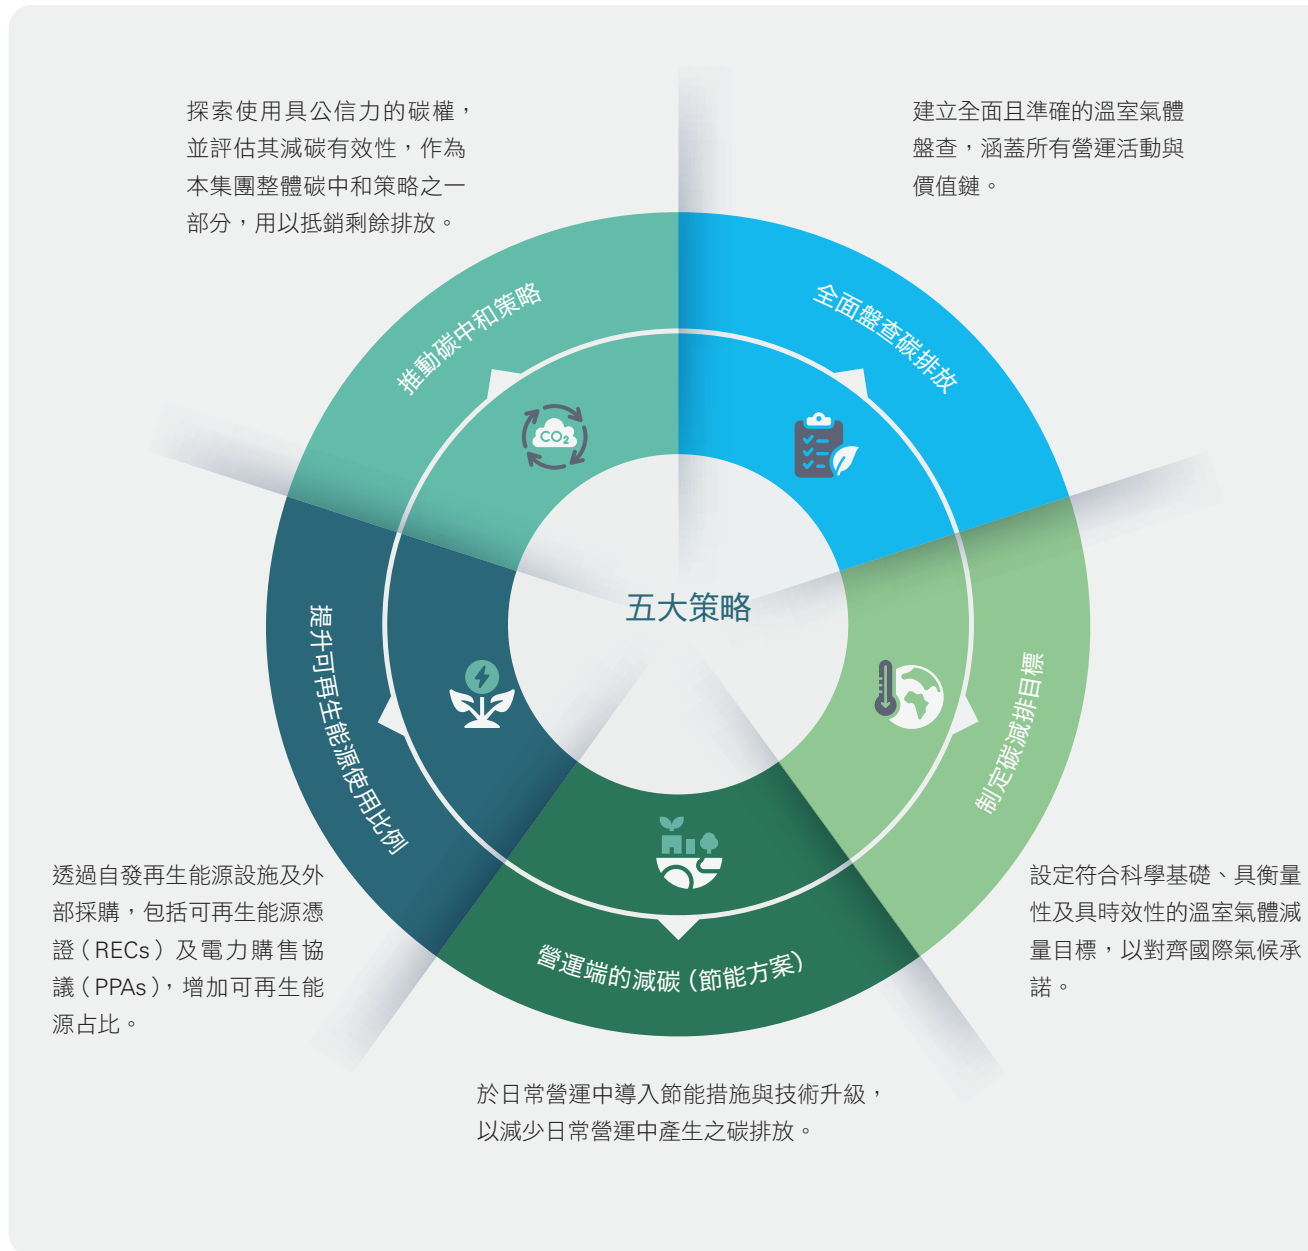 探索使用具公信力的碳權，
並評估其減碳有效性，作為
本集團整體碳中和策略之一
部分，用以抵銷剩餘排放。
建立全面且準確的溫室氣體
盤查，涵蓋所有營運活動與
價值鏈。
推動碳中和策略
全面盤查碳排放
CO₂
五大策略
提升可再生能源使用比例
制定碳減排目標
營運端的減碳（節能方案）
透過自發再生能源設施及外
部採購，包括可再生能源憑
證（RECs）及電力購售協
議（PPAs），增加可再生能
源占比。
設定符合科學基礎、具衡量
性及具時效性的溫室氣體減
量目標，以對齊國際氣候承
諾。
於日常營運中導入節能措施與技術升級，
以減少日常營運中產生之碳排放。